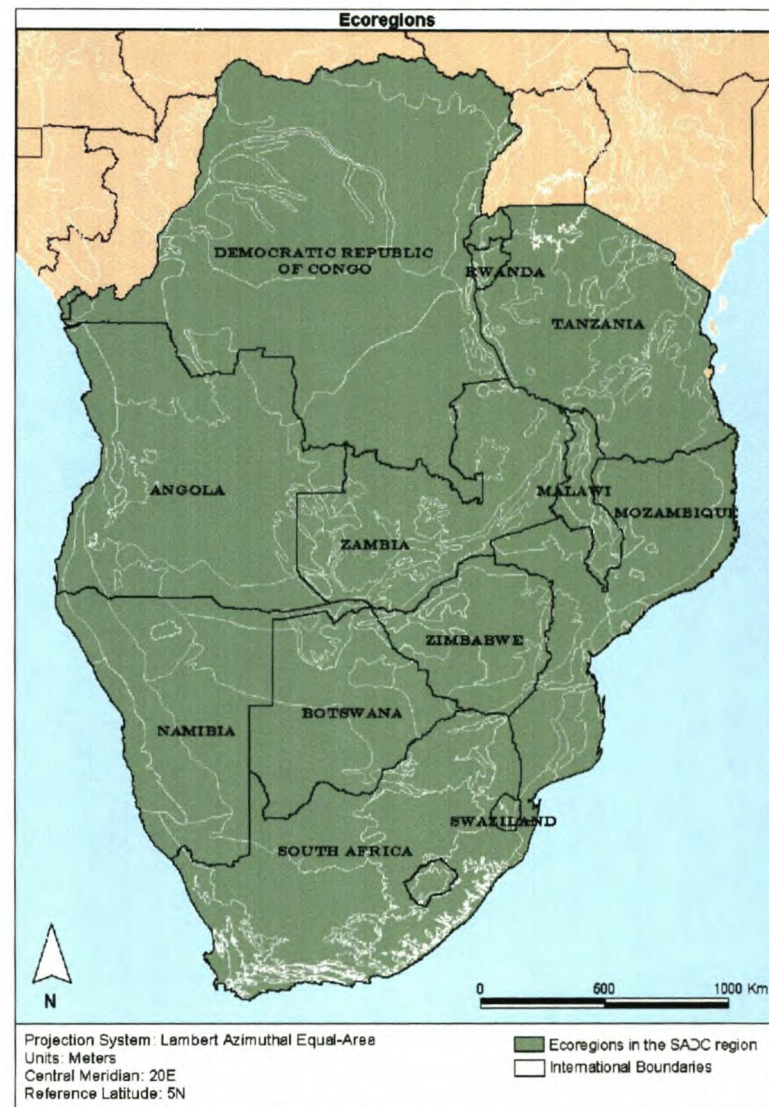 Ecoregions
DEMOCRATIC REPUBLIC
OF CONGO
RWANDA
TANZANIA
ANGOLA
MALAWI
MOZAMBIQUE
ZAMBIA
ZIMBABWE
NAMIBIA
BOTSWANA
SWAZILAND
SOUTH AFRICA
N
0 500 1000 Km
Projection System: Lambert Azimuthal Equal-Area
Units: Meters
Central Meridian: 20E
Reference Latitude: 5N
Ecoregions in the SADC region
International Boundaries